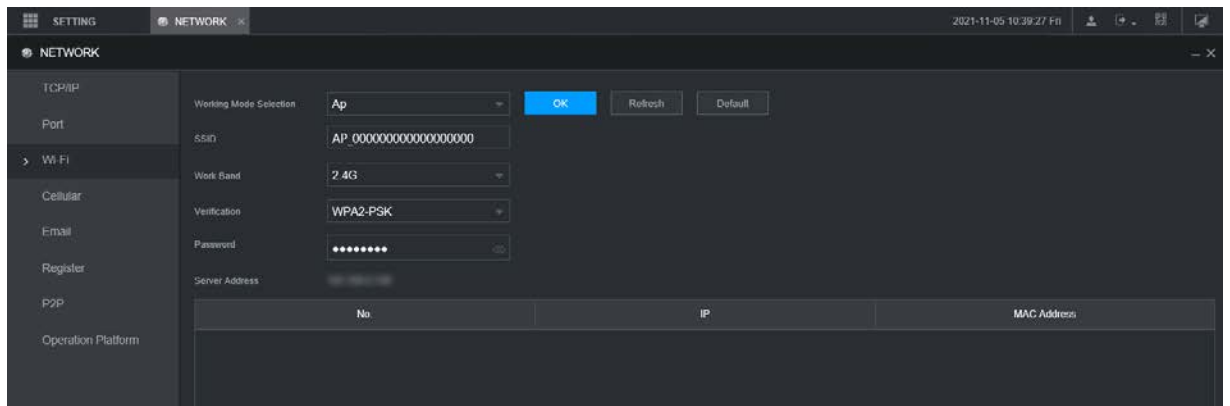 SETTING NETWORK × 2021-11-05 10:39:27 Fri
NETWORK
TCP/IP
Port
Wi-Fi
Cellular
Email
Register
P2P
Operation Platform
Working Mode Selection Ap OK Refresh Default
SSID AP_000000000000000000
Work Band 2.4G
Verification WPA2-PSK
Password ••••••••
Server Address
No. IP MAC Address